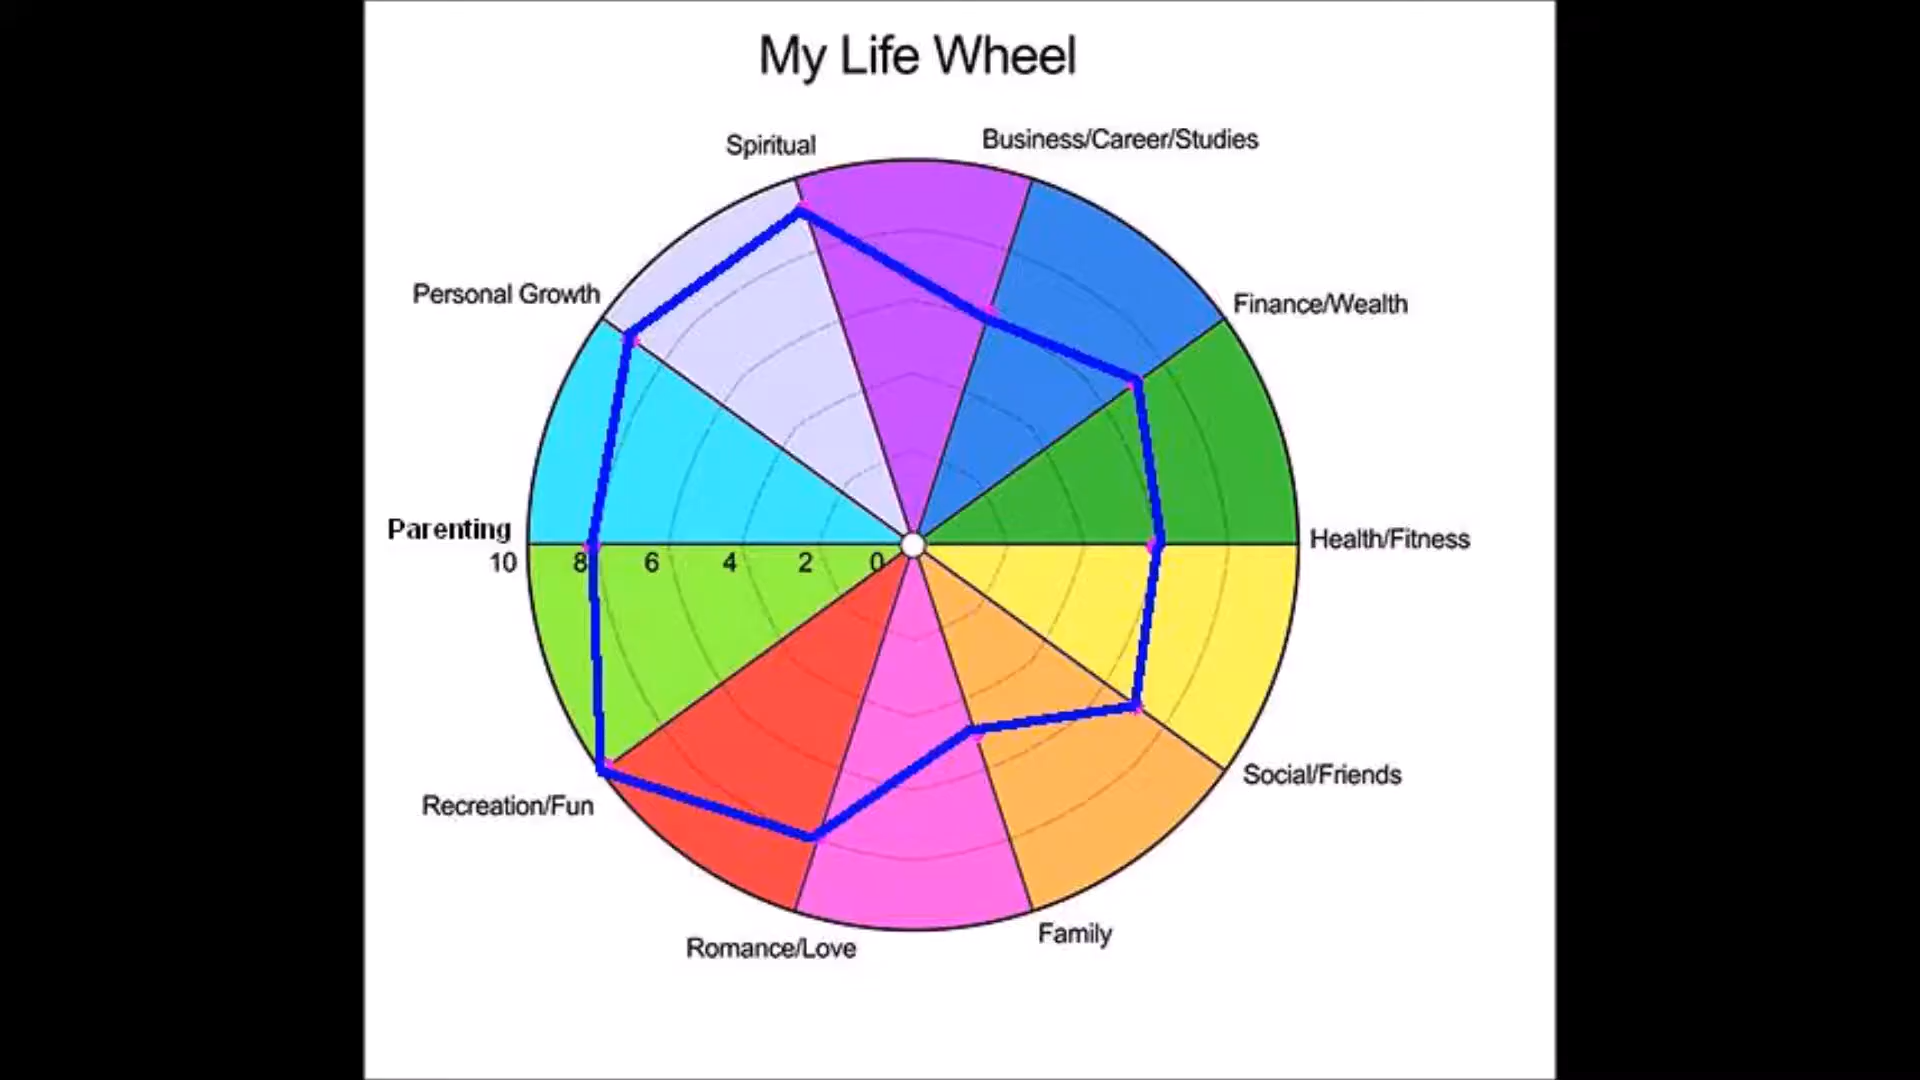 My Life Wheel
Spiritual
Business/Career/Studies
Personal Growth
Finance/Wealth
Parenting
Health/Fitness
10 8 6 4 2 0
Social/Friends
Recreation/Fun
Romance/Love
Family